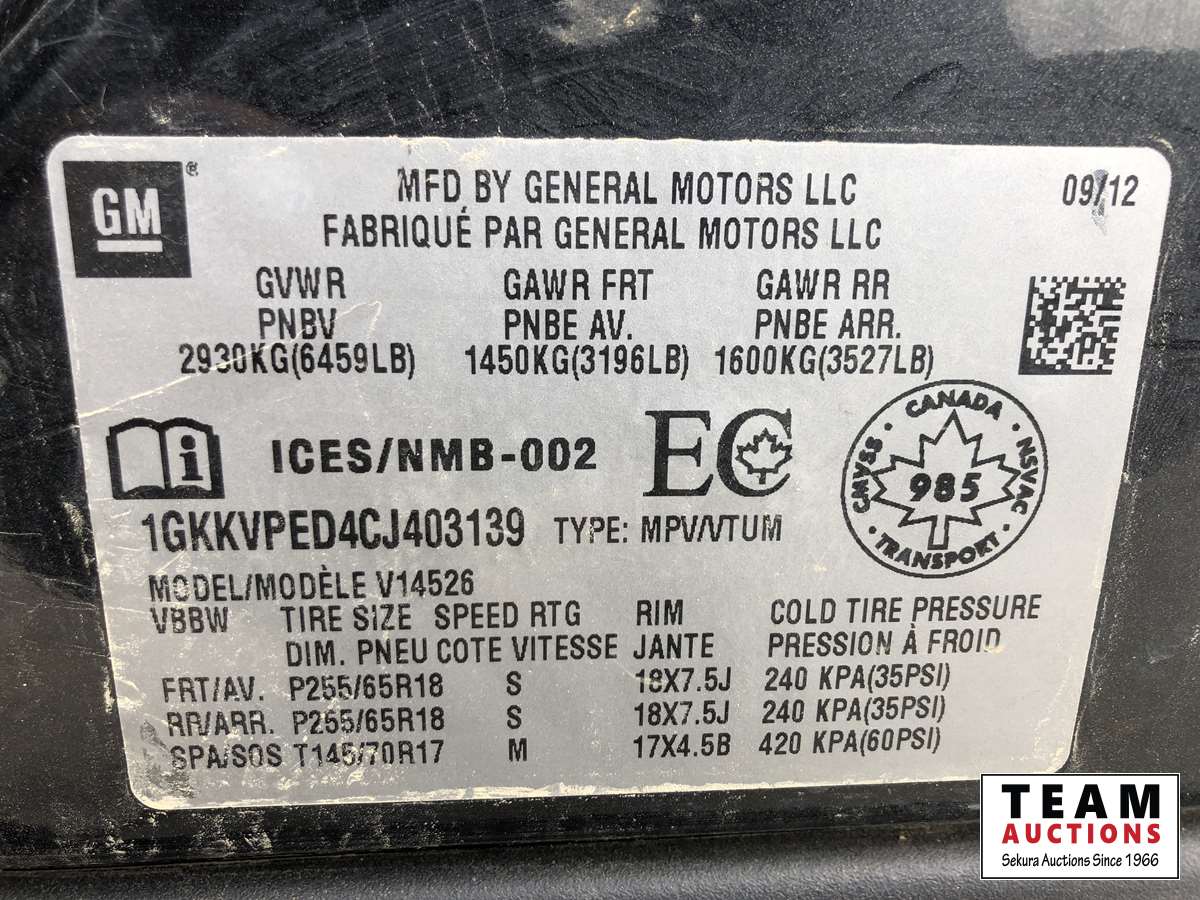 GM ®
MFD BY GENERAL MOTORS LLC
09/12
FABRIQUÉ PAR GENERAL MOTORS LLC
GVWR GAWR FRT GAWR RR
PNBV PNBE AV. PNBE ARR.
2930KG(6459LB) 1450KG(3196LB) 1600KG(3527LB)
i ICES/NMB-002 EC
CANADA
CMVSS 985 NSVAC
TRANSPORT
1GKKVPED4CJ403139 TYPE: MPV/VTUM
MODEL/MODÈLE V14526
VBBW TIRE SIZE SPEED RTG RIM COLD TIRE PRESSURE
DIM. PNEU COTE VITESSE JANTE PRESSION À FROID
FRT/AV. P255/65R18 S 18X7.5J 240 KPA(35PSI)
RR/ARR. P255/65R18 S 18X7.5J 240 KPA(35PSI)
SPA/SOS T145/70R17 M 17X4.5B 420 KPA(60PSI)
TEAM
AUCTIONS
Sekura Auctions Since 1966